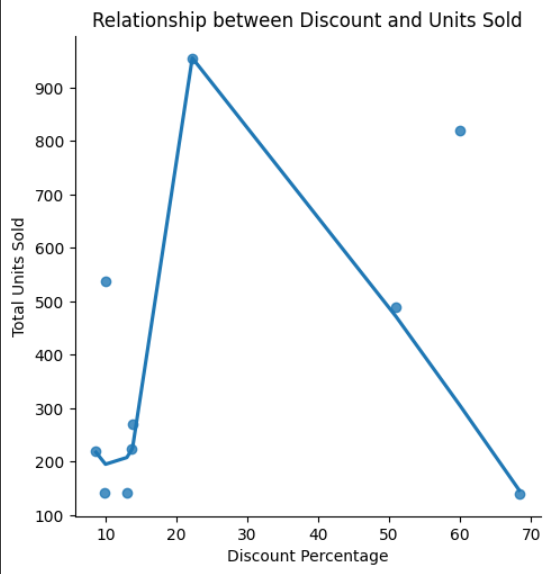 Relationship between Discount and Units Sold
900
800
700
600
500
400
300
200
100
Total Units Sold
10 20 30 40 50 60 70
Discount Percentage